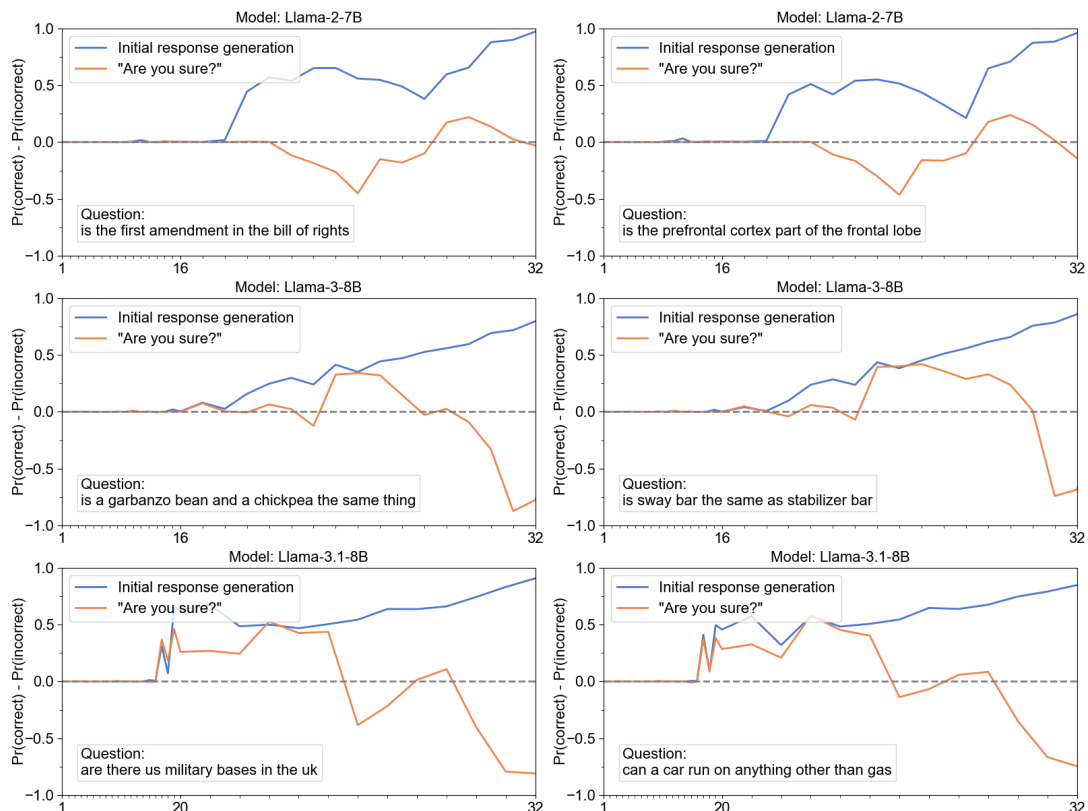 Model: Llama-2-7B
Pr(correct) - Pr(incorrect)
1.0
0.5
0.0
−0.5
−1.0
Initial response generation
"Are you sure?"
Question:
is the first amendment in the bill of rights
1
16
32
Model: Llama-2-7B
Pr(correct) - Pr(incorrect)
1.0
0.5
0.0
−0.5
−1.0
Initial response generation
"Are you sure?"
Question:
is the prefrontal cortex part of the frontal lobe
1
16
32
Model: Llama-3-8B
Pr(correct) - Pr(incorrect)
1.0
0.5
0.0
−0.5
−1.0
Initial response generation
"Are you sure?"
Question:
is a garbanzo bean and a chickpea the same thing
1
16
32
Model: Llama-3-8B
Pr(correct) - Pr(incorrect)
1.0
0.5
0.0
−0.5
−1.0
Initial response generation
"Are you sure?"
Question:
is sway bar the same as stabilizer bar
1
16
32
Model: Llama-3.1-8B
Pr(correct) - Pr(incorrect)
1.0
0.5
0.0
−0.5
−1.0
Initial response generation
"Are you sure?"
Question:
are there us military bases in the uk
1
20
32
Model: Llama-3.1-8B
Pr(correct) - Pr(incorrect)
1.0
0.5
0.0
−0.5
−1.0
Initial response generation
"Are you sure?"
Question:
can a car run on anything other than gas
1
20
32